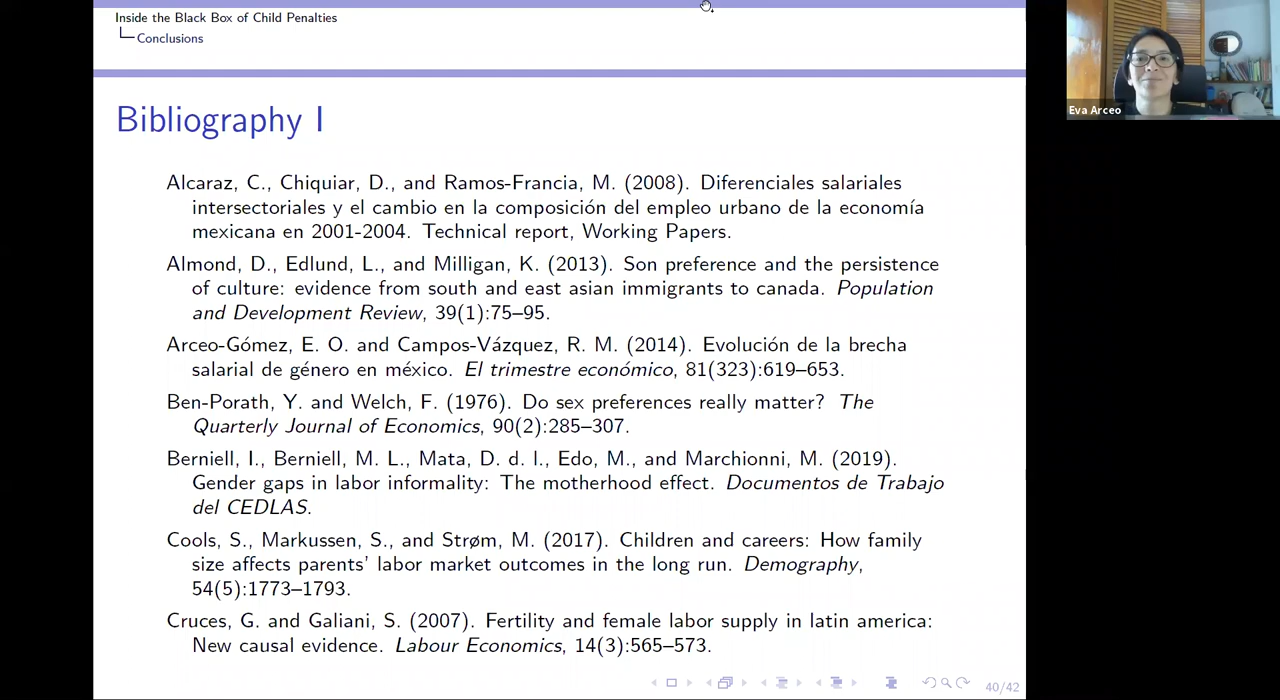 Inside the Black Box of Child Penalties
Conclusions
Eva Arceo
Bibliography I
Alcaraz, C., Chiquiar, D., and Ramos-Francia, M. (2008). Diferenciales salariales
intersectoriales y el cambio en la composición del empleo urbano de la economía
mexicana en 2001-2004. Technical report, Working Papers.
Almond, D., Edlund, L., and Milligan, K. (2013). Son preference and the persistence
of culture: evidence from south and east asian immigrants to canada. Population
and Development Review, 39(1):75–95.
Arceo-Gómez, E. O. and Campos-Vázquez, R. M. (2014). Evolución de la brecha
salarial de género en méxico. El trimestre económico, 81(323):619–653.
Ben-Porath, Y. and Welch, F. (1976). Do sex preferences really matter? The
Quarterly Journal of Economics, 90(2):285–307.
Berniell, I., Berniell, M. L., Mata, D. d. l., Edo, M., and Marchionni, M. (2019).
Gender gaps in labor informality: The motherhood effect. Documentos de Trabajo
del CEDLAS.
Cools, S., Markussen, S., and Strøm, M. (2017). Children and careers: How family
size affects parents' labor market outcomes in the long run. Demography,
54(5):1773–1793.
Cruces, G. and Galiani, S. (2007). Fertility and female labor supply in latin america:
New causal evidence. Labour Economics, 14(3):565–573.
40/42